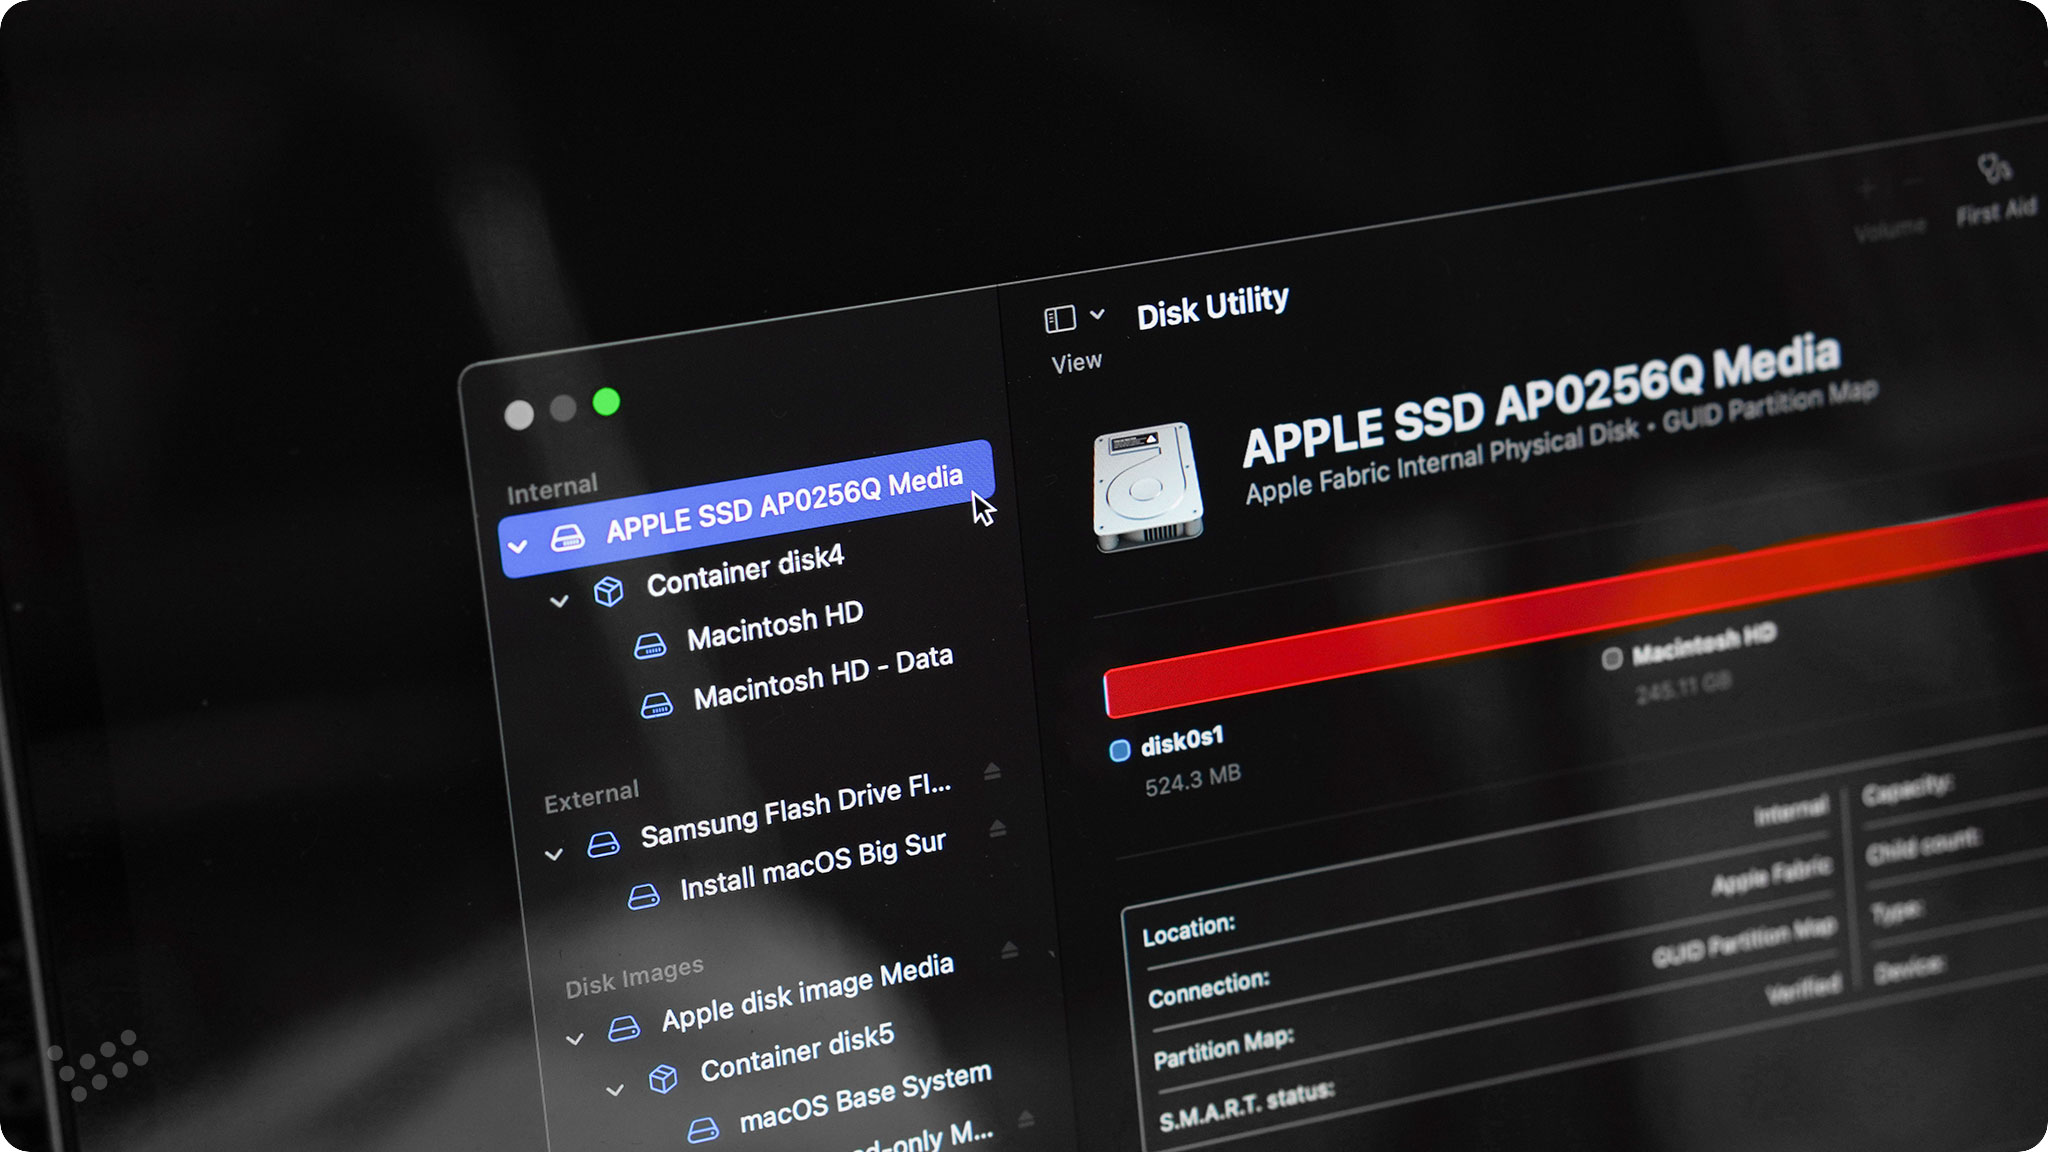 Internal
APPLE SSD AP0256Q Media
Container disk4
Macintosh HD
Macintosh HD - Data
External
Samsung Flash Drive Fl...
Install macOS Big Sur
Disk Images
Apple disk image Media
Container disk5
macOS Base System
d-only M...
View
Disk Utility
Volume
First Aid
APPLE SSD AP0256Q Media
Apple Fabric Internal Physical Disk • GUID Partition Map
disk0s1
524.3 MB
Macintosh HD
245.11 GB
Location: Internal
Connection: Apple Fabric
Partition Map: GUID Partition Map
S.M.A.R.T. status: Verified
Capacity:
Child count:
Type:
Device: